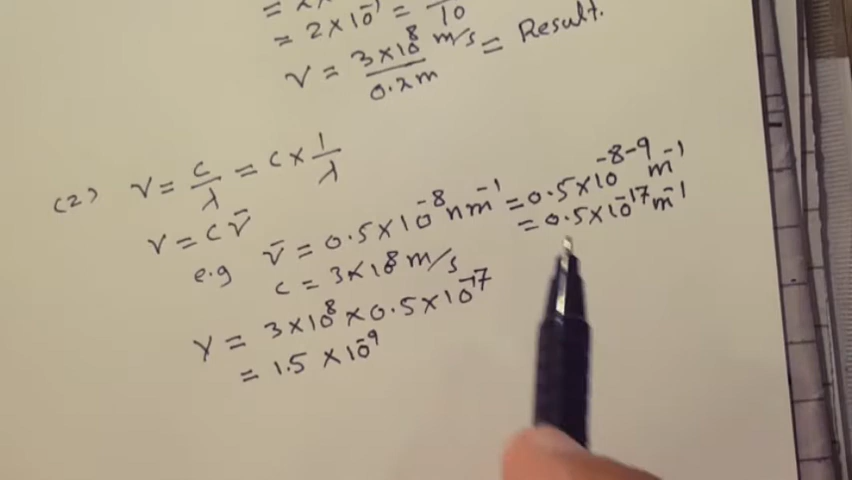 = 2×10⁻¹ = /10
ν = 3×10⁸ m/s / 0.2m = Result.
(2) ν = c/λ = c × 1/λ
ν = c ν̄
e.g ν̄ = 0.5×10⁻⁸ nm⁻¹ = 0.5×10⁻⁸⁻⁹ m⁻¹
= 0.5×10⁻¹⁷ m⁻¹
c = 3×10⁸ m/s
ν = 3×10⁸ × 0.5×10⁻¹⁷
= 1.5 × 10⁻⁹